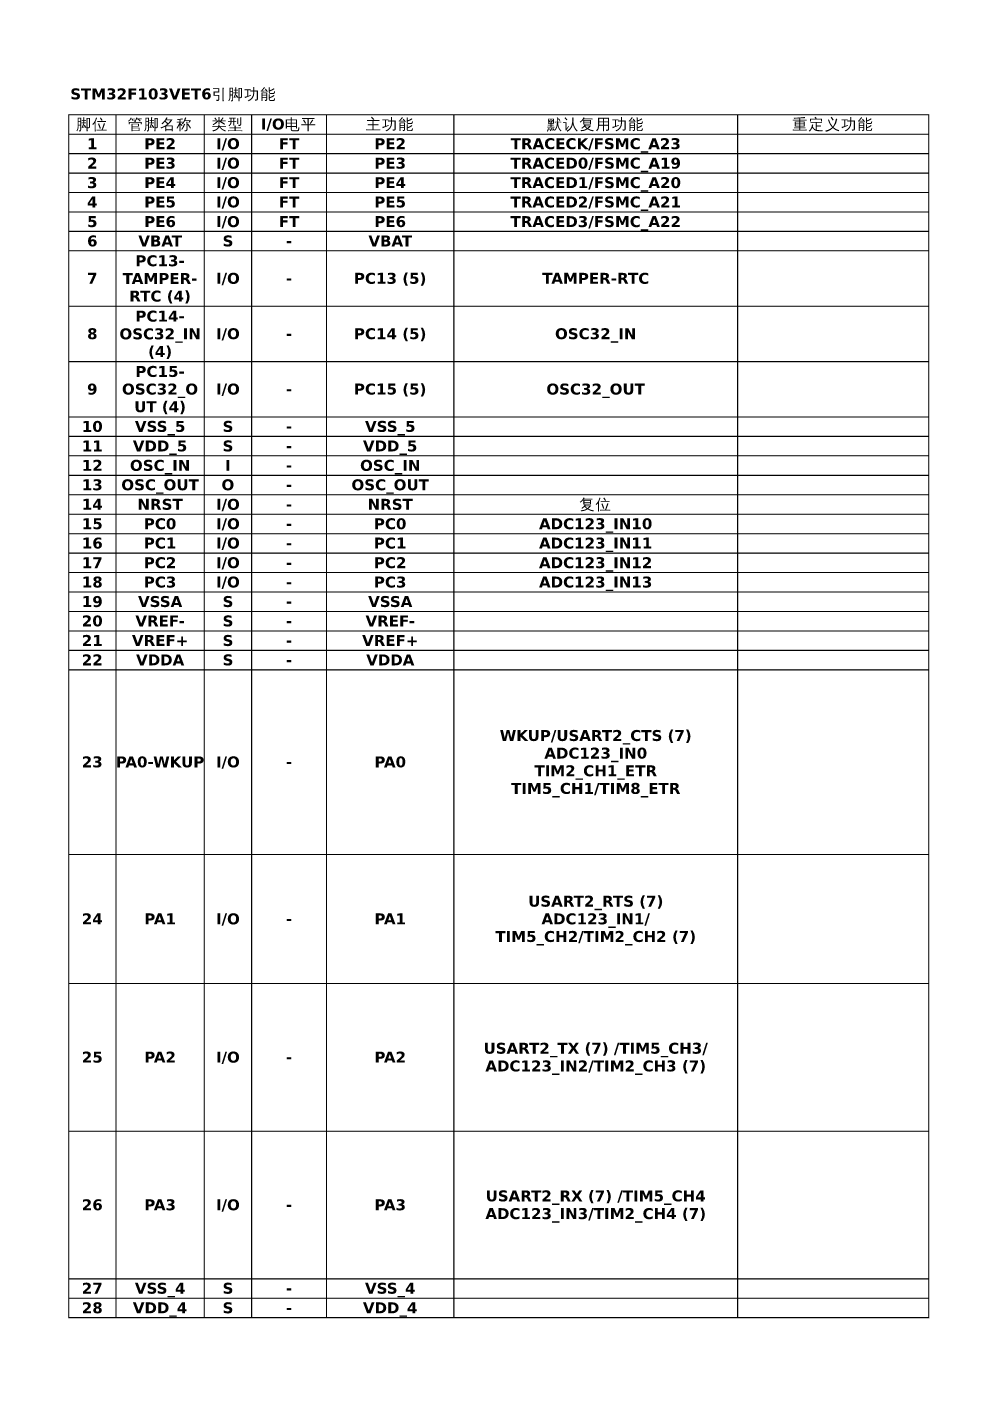 STM32F103VET6引脚功能
脚位 管脚名称 类型 I/O电平 主功能 默认复用功能 重定义功能
1 PE2 I/O FT PE2 TRACECK/FSMC_A23
2 PE3 I/O FT PE3 TRACED0/FSMC_A19
3 PE4 I/O FT PE4 TRACED1/FSMC_A20
4 PE5 I/O FT PE5 TRACED2/FSMC_A21
5 PE6 I/O FT PE6 TRACED3/FSMC_A22
6 VBAT S - VBAT
PC13-
7 TAMPER- I/O - PC13 (5) TAMPER-RTC
RTC (4)
PC14-
8 OSC32_IN I/O - PC14 (5) OSC32_IN
(4)
PC15-
9 OSC32_O I/O - PC15 (5) OSC32_OUT
UT (4)
10 VSS_5 S - VSS_5
11 VDD_5 S - VDD_5
12 OSC_IN I - OSC_IN
13 OSC_OUT O - OSC_OUT
14 NRST I/O - NRST 复位
15 PC0 I/O - PC0 ADC123_IN10
16 PC1 I/O - PC1 ADC123_IN11
17 PC2 I/O - PC2 ADC123_IN12
18 PC3 I/O - PC3 ADC123_IN13
19 VSSA S - VSSA
20 VREF- S - VREF-
21 VREF+ S - VREF+
22 VDDA S - VDDA
23 PA0-WKUP I/O - PA0 WKUP/USART2_CTS (7)
ADC123_IN0
TIM2_CH1_ETR
TIM5_CH1/TIM8_ETR
24 PA1 I/O - PA1 USART2_RTS (7)
ADC123_IN1/
TIM5_CH2/TIM2_CH2 (7)
25 PA2 I/O - PA2 USART2_TX (7) /TIM5_CH3/
ADC123_IN2/TIM2_CH3 (7)
26 PA3 I/O - PA3 USART2_RX (7) /TIM5_CH4
ADC123_IN3/TIM2_CH4 (7)
27 VSS_4 S - VSS_4
28 VDD_4 S - VDD_4